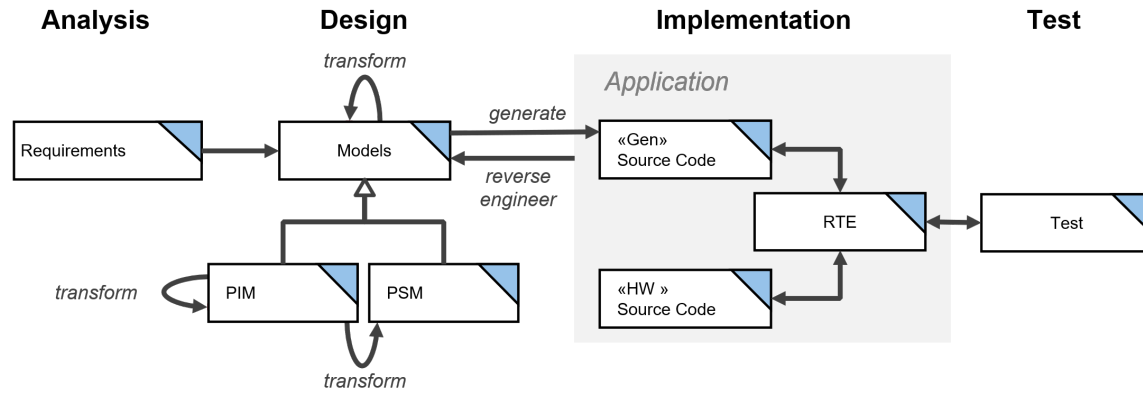 Analysis
Design
Implementation
Test
transform
Application
generate
Requirements
Models
«Gen»
Source Code
reverse
engineer
RTE
Test
transform
PIM
PSM
«HW »
Source Code
transform